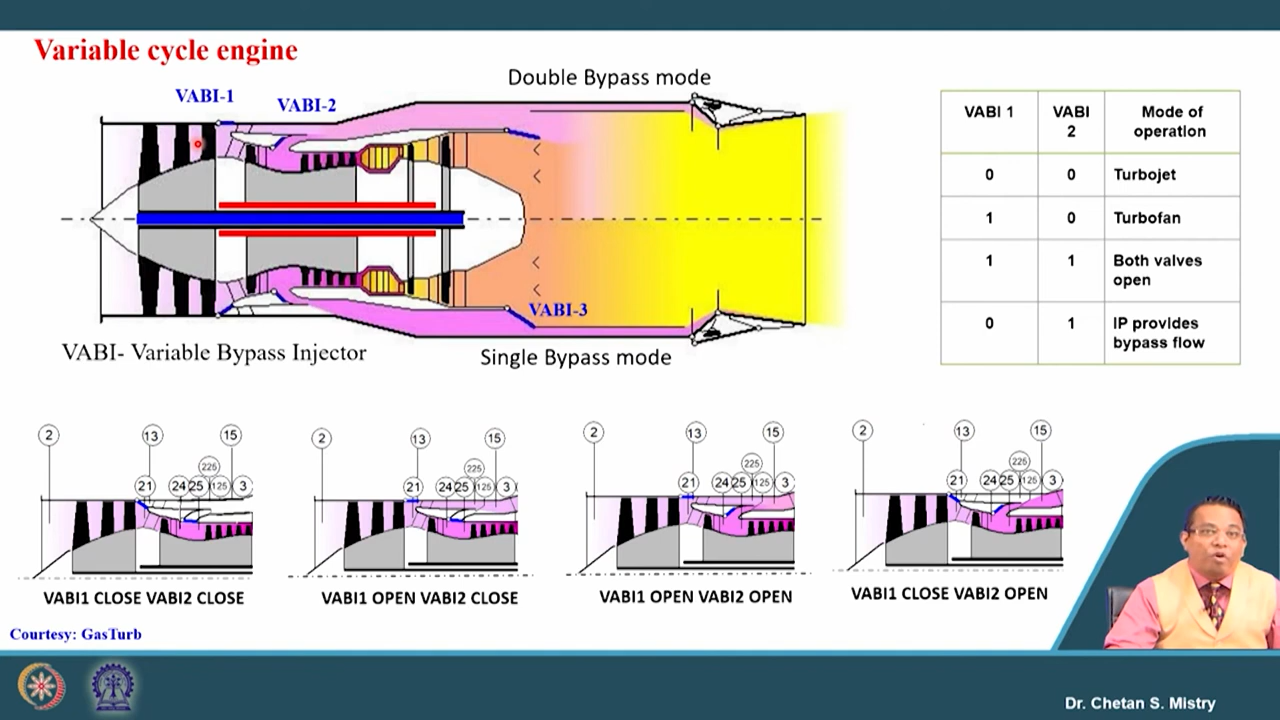 Variable cycle engine
Double Bypass mode
VABI-1
VABI-2
VABI-3
VABI- Variable Bypass Injector
Single Bypass mode
VABI 1 VABI 2 Mode of operation
0 0 Turbojet
1 0 Turbofan
1 1 Both valves open
0 1 IP provides bypass flow
2 13 15
225
21 24 25 125 3
VABI1 CLOSE VABI2 CLOSE
2 13 15
225
21 24 25 125 3
VABI1 OPEN VABI2 CLOSE
2 13 15
225
21 24 25 125 3
VABI1 OPEN VABI2 OPEN
2 13 15
225
21 24 25 125 3
VABI1 CLOSE VABI2 OPEN
Courtesy: GasTurb
Dr. Chetan S. Mistry